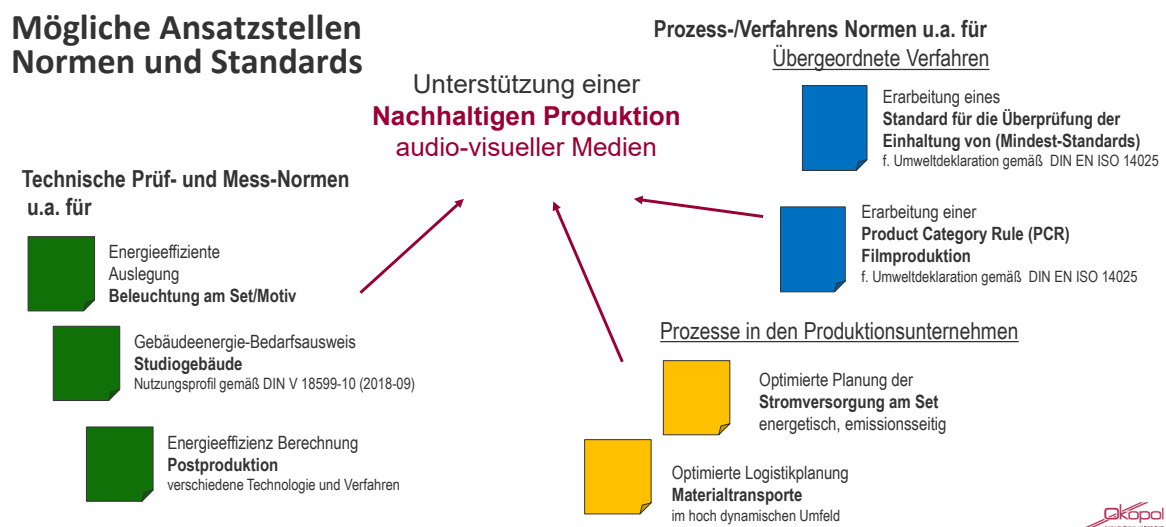 Mögliche Ansatzstellen
Normen und Standards
Unterstützung einer
Nachhaltigen Produktion
audio-visueller Medien
Prozess-/Verfahrens Normen u.a. für
Übergeordnete Verfahren
Erarbeitung eines
Standard für die Überprüfung der
Einhaltung von (Mindest-Standards)
f. Umweltdeklaration gemäß DIN EN ISO 14025
Erarbeitung einer
Product Category Rule (PCR)
Filmproduktion
f. Umweltdeklaration gemäß DIN EN ISO 14025
Technische Prüf- und Mess-Normen
u.a. für
Energieeffiziente
Auslegung
Beleuchtung am Set/Motiv
Gebäudeenergie-Bedarfsausweis
Studiogebäude
Nutzungsprofil gemäß DIN V 18599-10 (2018-09)
Energieeffizienz Berechnung
Postproduktion
verschiedene Technologie und Verfahren
Prozesse in den Produktionsunternehmen
Optimierte Planung der
Stromversorgung am Set
energetisch, emissionsseitig
Optimierte Logistikplanung
Materialtransporte
im hoch dynamischen Umfeld
Ökopol